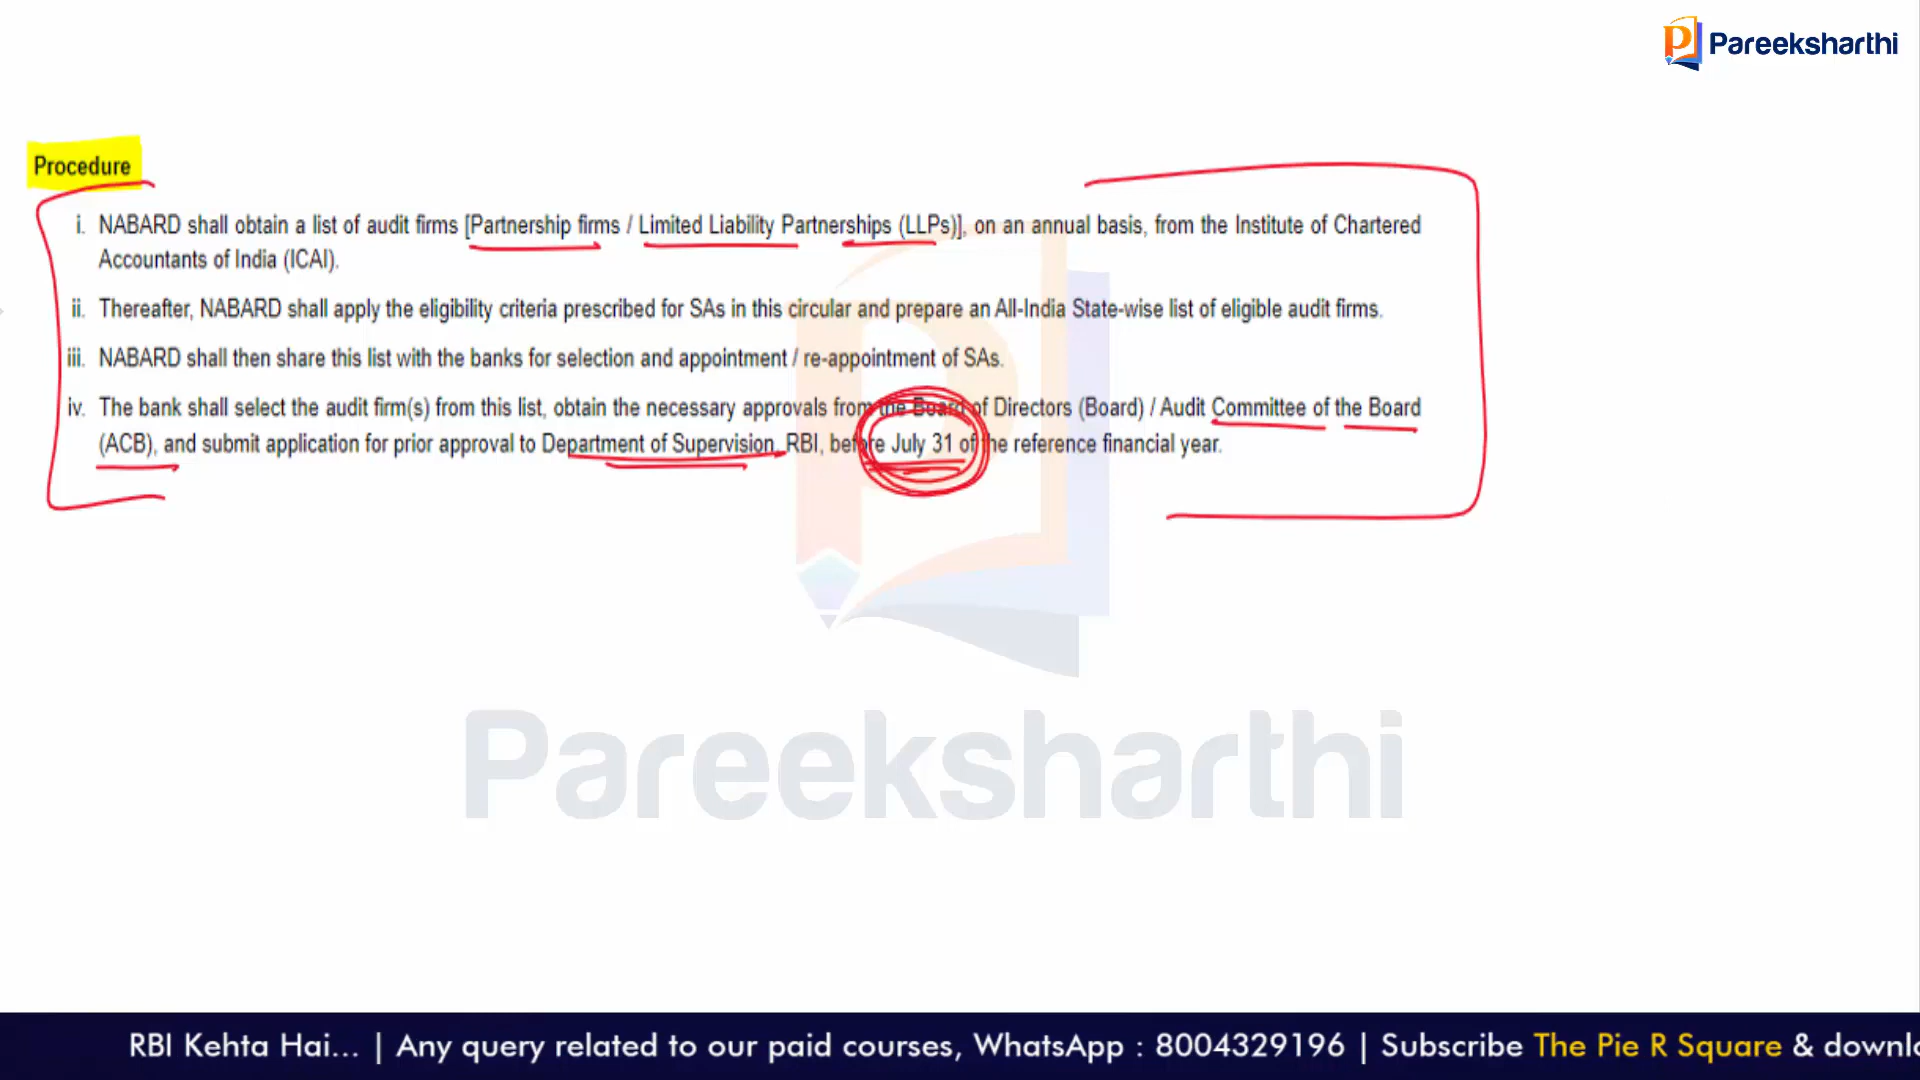 Pareeksharthi
Procedure
i. NABARD shall obtain a list of audit firms [Partnership firms / Limited Liability Partnerships (LLPs)], on an annual basis, from the Institute of Chartered
Accountants of India (ICAI).
ii. Thereafter, NABARD shall apply the eligibility criteria prescribed for SAs in this circular and prepare an All-India State-wise list of eligible audit firms.
iii. NABARD shall then share this list with the banks for selection and appointment / re-appointment of SAs.
iv. The bank shall select the audit firm(s) from this list, obtain the necessary approvals from the Board of Directors (Board) / Audit Committee of the Board
(ACB), and submit application for prior approval to Department of Supervision, RBI, before July 31 of the reference financial year.
Pareeksharthi
RBI Kehta Hai... | Any query related to our paid courses, WhatsApp : 8004329196 | Subscribe The Pie R Square & downlo